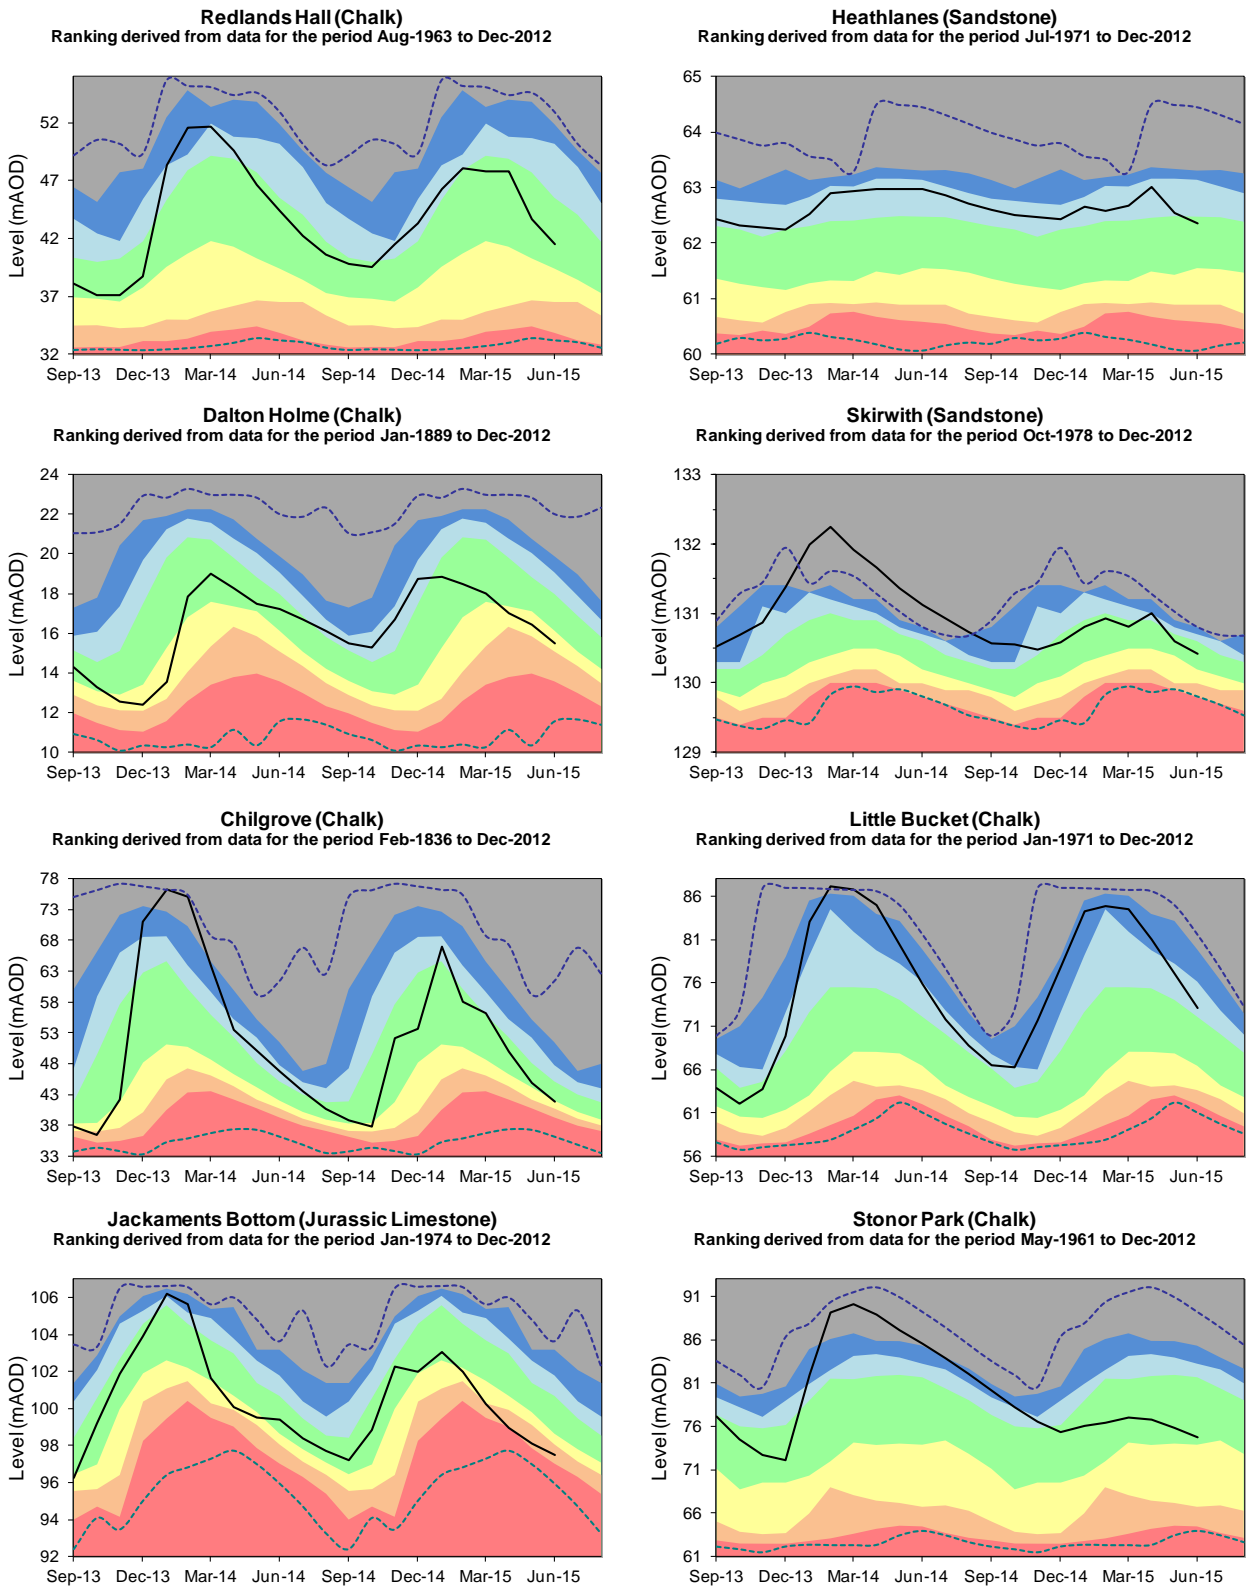 Redlands Hall (Chalk)
Ranking derived from data for the period Aug-1963 to Dec-2012
Level (mAOD)
52
47
42
37
32
Sep-13 Dec-13 Mar-14 Jun-14 Sep-14 Dec-14 Mar-15 Jun-15
Heathlanes (Sandstone)
Ranking derived from data for the period Jul-1971 to Dec-2012
Level (mAOD)
65
64
63
62
61
60
Sep-13 Dec-13 Mar-14 Jun-14 Sep-14 Dec-14 Mar-15 Jun-15
Dalton Holme (Chalk)
Ranking derived from data for the period Jan-1889 to Dec-2012
Level (mAOD)
24
22
20
18
16
14
12
10
Sep-13 Dec-13 Mar-14 Jun-14 Sep-14 Dec-14 Mar-15 Jun-15
Skirwith (Sandstone)
Ranking derived from data for the period Oct-1978 to Dec-2012
Level (mAOD)
133
132
131
130
129
Sep-13 Dec-13 Mar-14 Jun-14 Sep-14 Dec-14 Mar-15 Jun-15
Chilgrove (Chalk)
Ranking derived from data for the period Feb-1836 to Dec-2012
Level (mAOD)
78
73
68
63
58
53
48
43
38
33
Sep-13 Dec-13 Mar-14 Jun-14 Sep-14 Dec-14 Mar-15 Jun-15
Little Bucket (Chalk)
Ranking derived from data for the period Jan-1971 to Dec-2012
Level (mAOD)
86
81
76
71
66
61
56
Sep-13 Dec-13 Mar-14 Jun-14 Sep-14 Dec-14 Mar-15 Jun-15
Jackaments Bottom (Jurassic Limestone)
Ranking derived from data for the period Jan-1974 to Dec-2012
Level (mAOD)
106
104
102
100
98
96
94
92
Sep-13 Dec-13 Mar-14 Jun-14 Sep-14 Dec-14 Mar-15 Jun-15
Stonor Park (Chalk)
Ranking derived from data for the period May-1961 to Dec-2012
Level (mAOD)
91
86
81
76
71
66
61
Sep-13 Dec-13 Mar-14 Jun-14 Sep-14 Dec-14 Mar-15 Jun-15